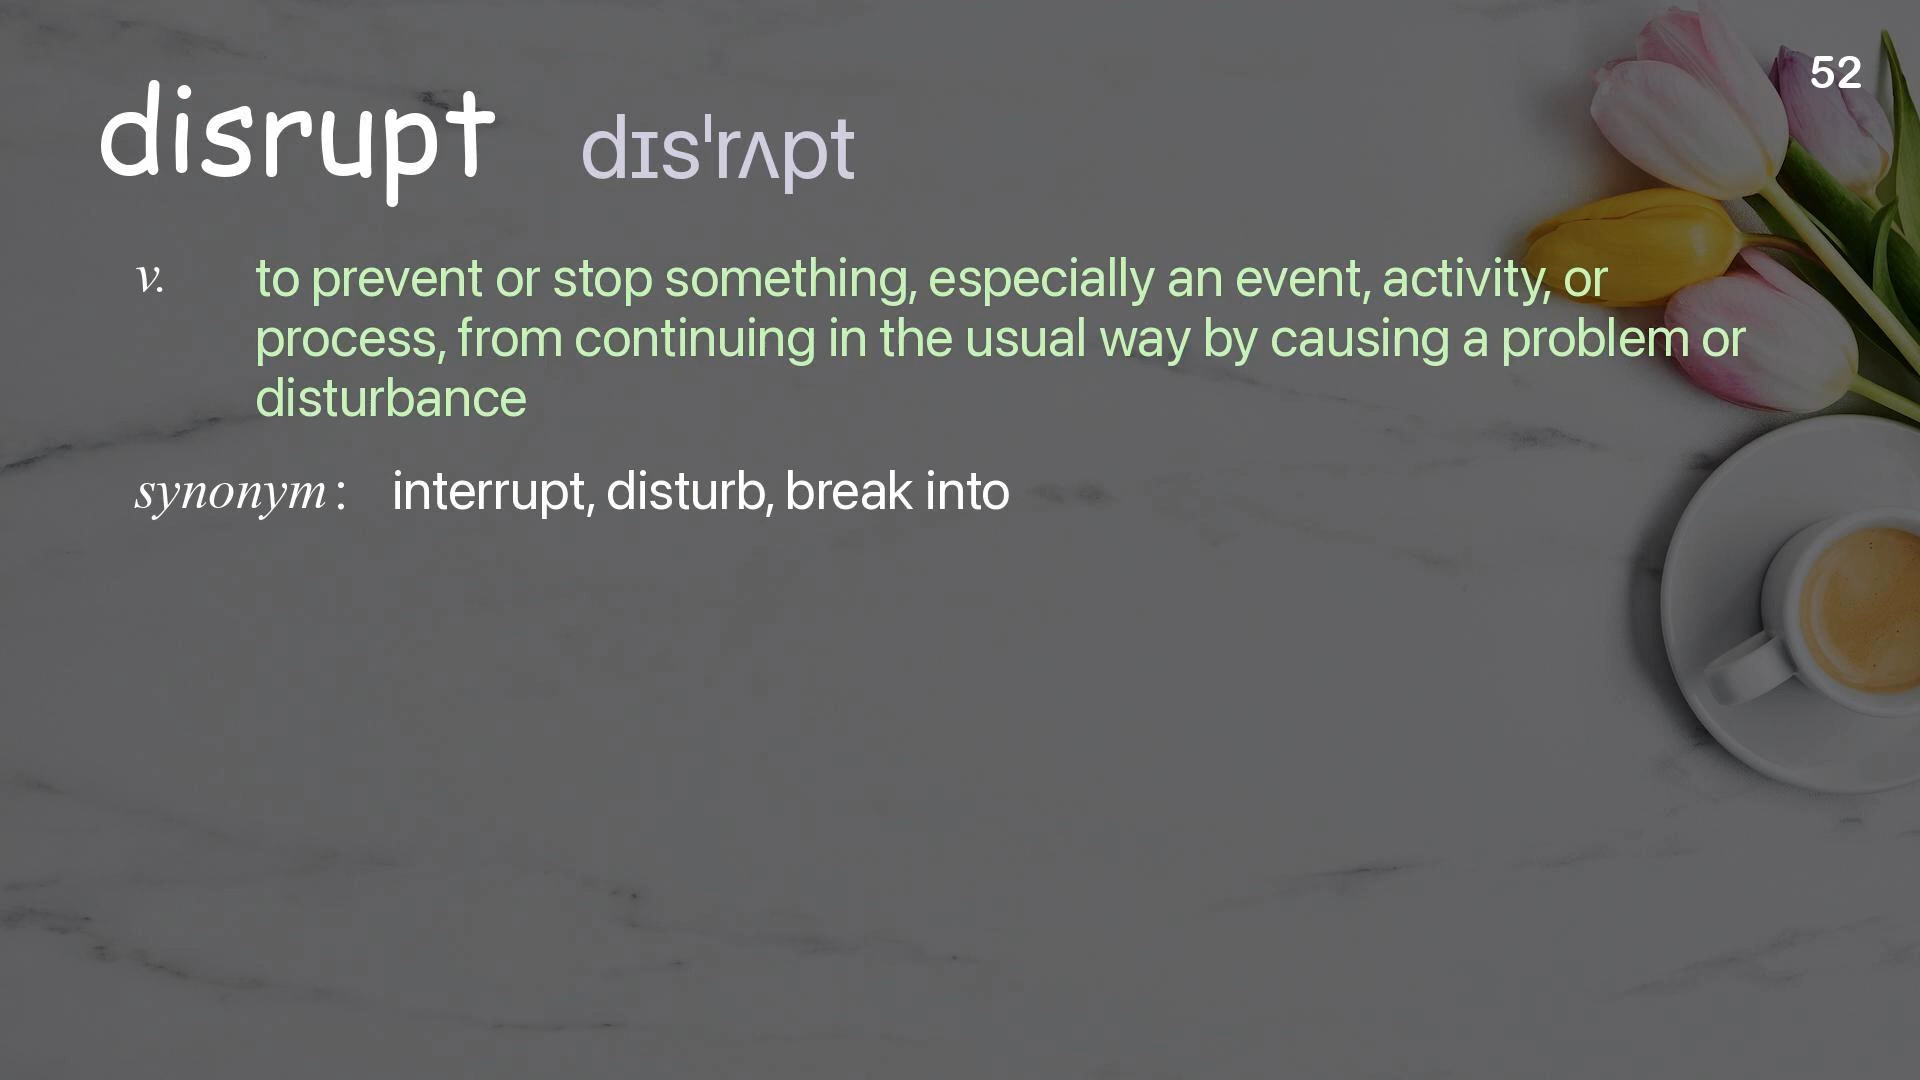 52
disrupt dɪsˈrʌpt
v. to prevent or stop something, especially an event, activity, or
process, from continuing in the usual way by causing a problem or
disturbance
synonym: interrupt, disturb, break into